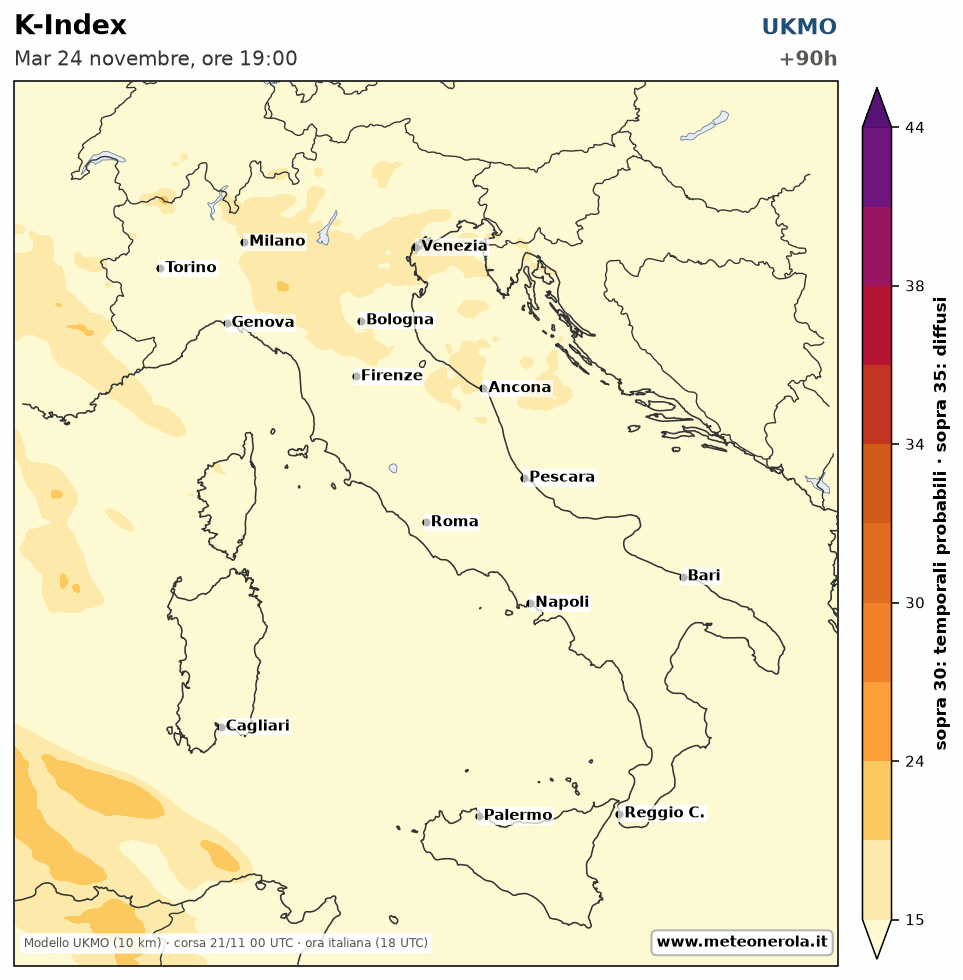 K-Index
UKMO
Mar 24 novembre, ore 19:00
+90h
Milano
Venezia
Torino
Genova
Bologna
Firenze
Ancona
Pescara
Roma
Bari
Napoli
Cagliari
Palermo
Reggio C.
44
38
34
30
24
15
sopra 30: temporali probabili · sopra 35: diffusi
Modello UKMO (10 km) · corsa 21/11 00 UTC · ora italiana (18 UTC)
www.meteonerola.it